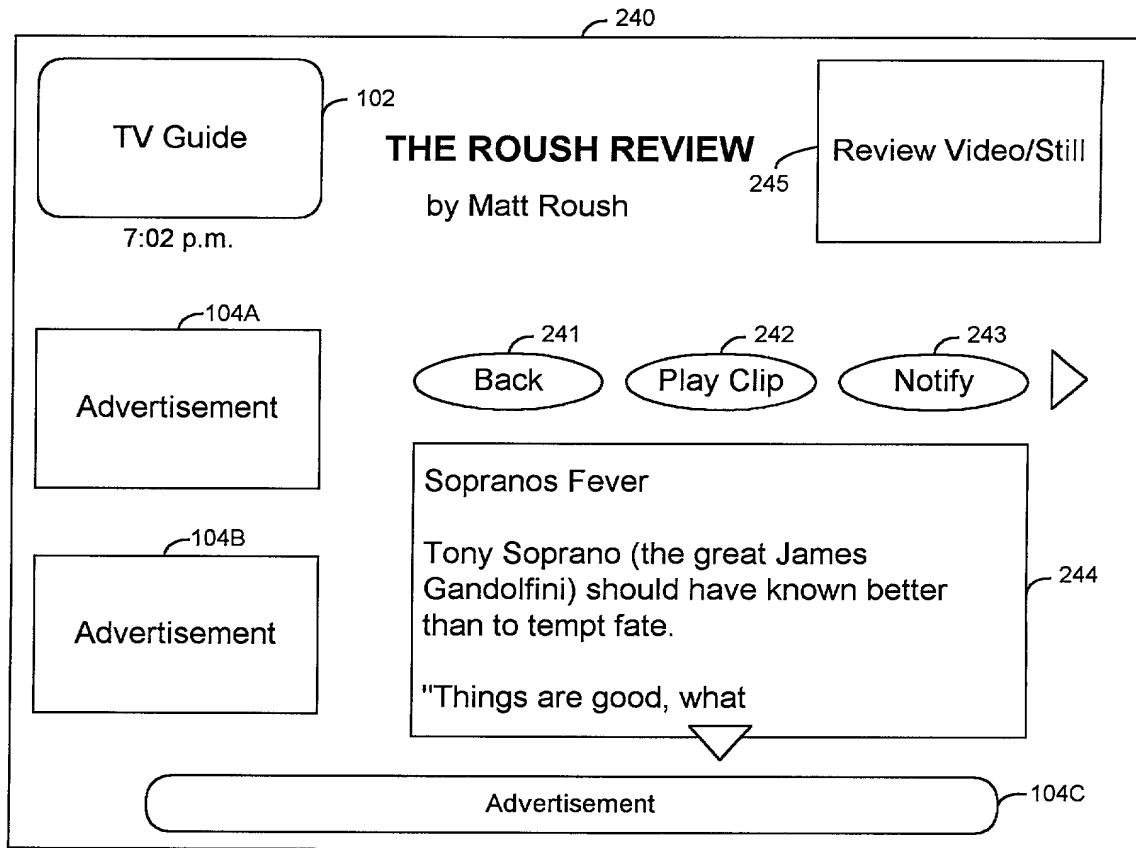 240
TV Guide
102
7:02 p.m.
THE ROUSH REVIEW
by Matt Roush
245
Review Video/Still
104A
Advertisement
104B
Advertisement
241
Back
242
Play Clip
243
Notify
Sopranos Fever
Tony Soprano (the great James
Gandolfini) should have known better
than to tempt fate.
"Things are good, what
244
Advertisement
104C